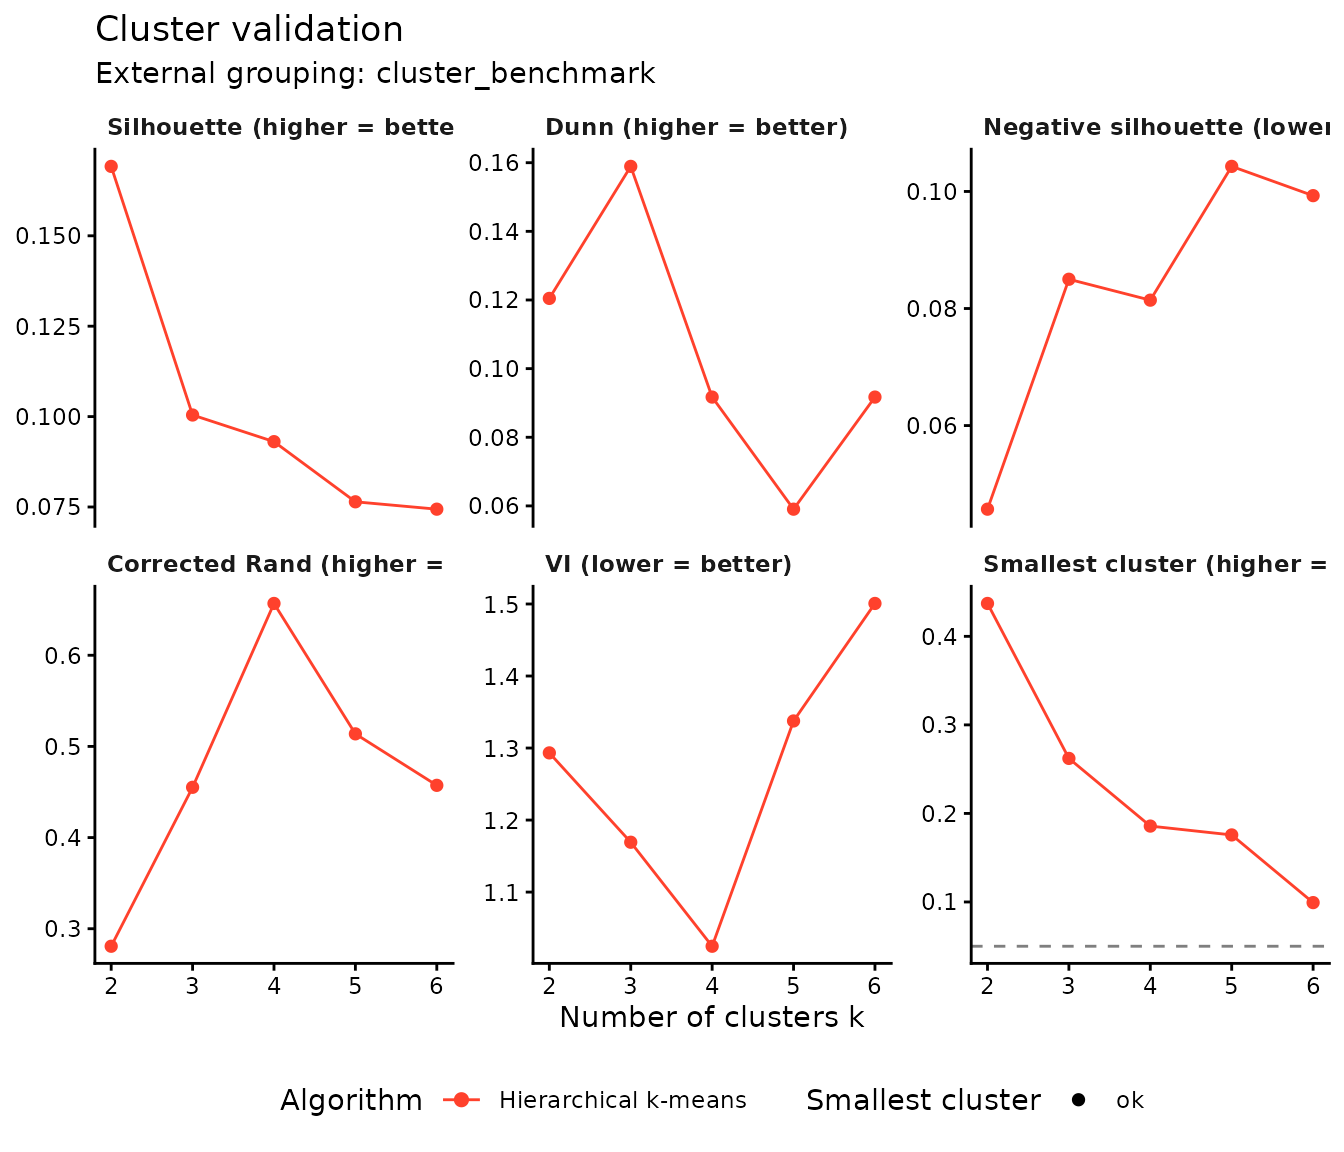 Cluster validation
External grouping: cluster_benchmark
Silhouette (higher = bette
Dunn (higher = better)
Negative silhouette (lower
0.150
0.125
0.100
0.075
0.16
0.14
0.12
0.10
0.08
0.06
0.10
0.08
0.06
Corrected Rand (higher =
VI (lower = better)
Smallest cluster (higher =
0.6
0.5
0.4
0.3
1.5
1.4
1.3
1.2
1.1
0.4
0.3
0.2
0.1
2 3 4 5 6
2 3 4 5 6
2 3 4 5 6
Number of clusters k
Algorithm Hierarchical k-means Smallest cluster ok